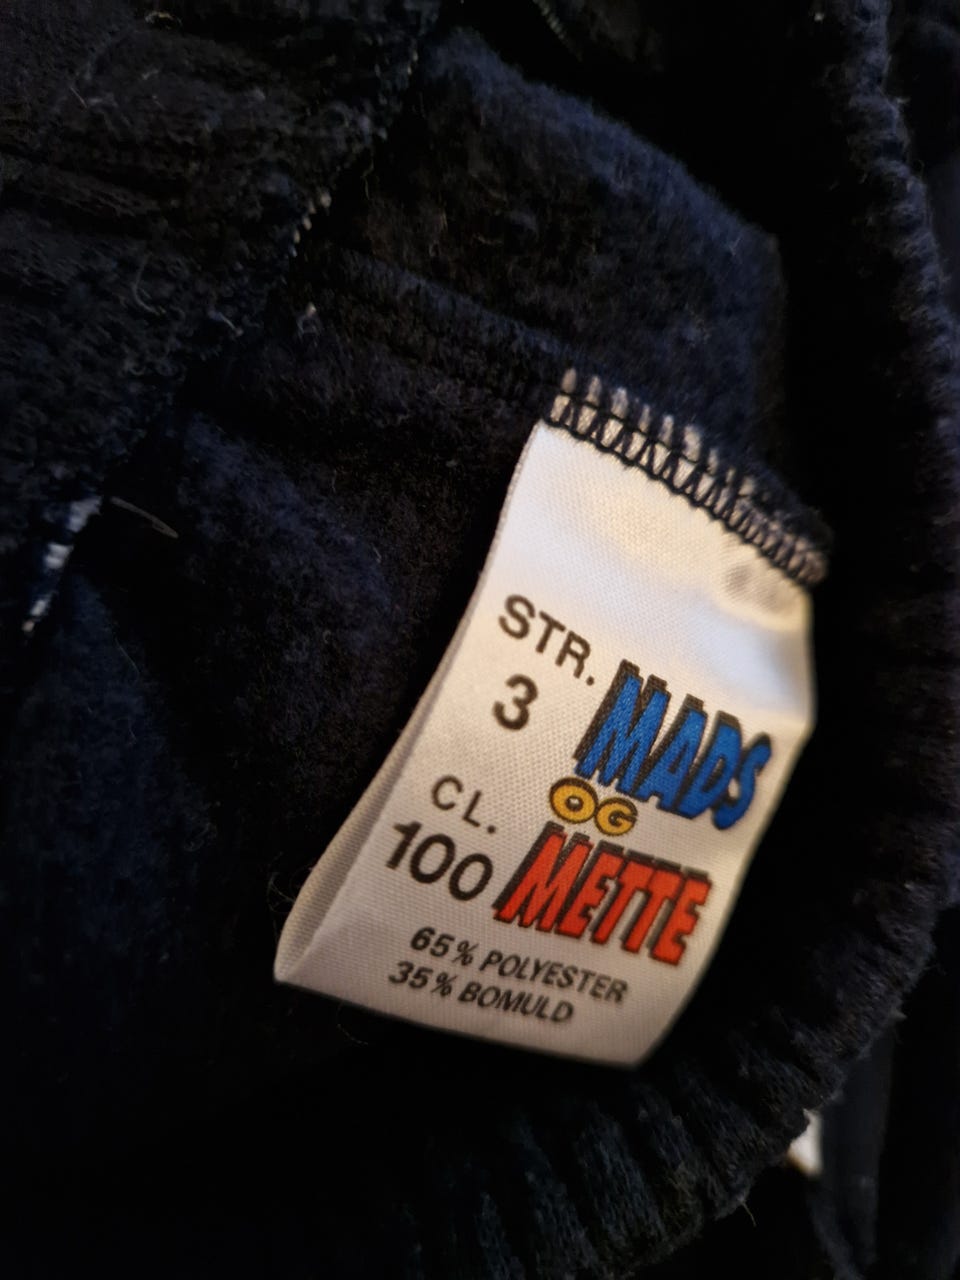 STR.
3
CL.
100
MADS
OG
METTE
65% POLYESTER
35% BOMULD